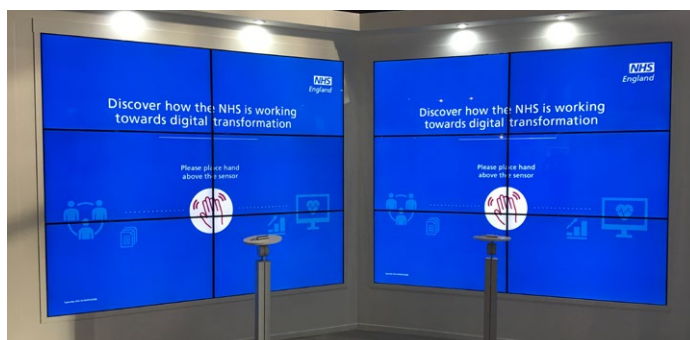 NHS
England
Discover how the NHS is working
towards digital transformation
Please place hand
above the sensor
NHS
England
Discover how the NHS is working
towards digital transformation
Please place hand
above the sensor